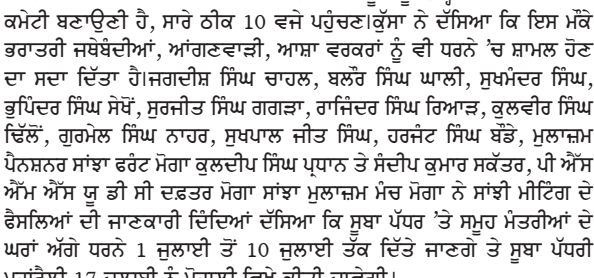 ਕਮੇਟੀ ਬਣਾਉਣੀ ਹੈ, ਸਾਰੇ ਠੀਕ 10 ਵਜੇ ਪਹੁੰਚਣ।ਕੁੱਸਾ ਨੇ ਦੱਸਿਆ ਕਿ ਇਸ ਮੌਕੇ
ਭਰਾਤਰੀ ਜਥੇਬੰਦੀਆਂ, ਆਂਗਣਵਾੜੀ, ਆਸ਼ਾ ਵਰਕਰਾਂ ਨੂੰ ਵੀ ਧਰਨੇ ’ਚ ਸ਼ਾਮਲ ਹੋਣ
ਦਾ ਸਦਾ ਦਿੱਤਾ ਹੈ।ਜਗਦੀਸ਼ ਸਿੰਘ ਚਾਹਲ, ਬਲੌਰ ਸਿੰਘ ਘਾਲੀ, ਸੁਖਮੰਦਰ ਸਿੰਘ,
ਭੁਪਿੰਦਰ ਸਿੰਘ ਸੇਖੋਂ, ਸੁਰਜੀਤ ਸਿੰਘ ਗਗੜਾ, ਰਾਜਿੰਦਰ ਸਿੰਘ ਰਿਆੜ, ਕੁਲਵੀਰ ਸਿੰਘ
ਢਿੱਲੋਂ, ਗੁਰਮੇਲ ਸਿੰਘ ਨਾਹਰ, ਸੁਖਪਾਲ ਜੀਤ ਸਿੰਘ, ਹਰਜੰਟ ਸਿੰਘ ਬੌਡੇ, ਮੁਲਾਜ਼ਮ
ਪੈਨਸ਼ਨਰ ਸਾਂਝਾ ਫਰੰਟ ਮੋਗਾ ਕੁਲਦੀਪ ਸਿੰਘ ਪ੍ਰਧਾਨ ਤੇ ਸੰਦੀਪ ਕੁਮਾਰ ਸਕੱਤਰ, ਪੀ ਐੱਸ
ਐੱਮ ਐੱਸ ਯੂ ਡੀ ਸੀ ਦਫ਼ਤਰ ਮੋਗਾ ਸਾਂਝਾ ਮੁਲਾਜ਼ਮ ਮੰਚ ਮੋਗਾ ਨੇ ਸਾਂਝੀ ਮੀਟਿੰਗ ਦੇ
ਫੈਸਲਿਆਂ ਦੀ ਜਾਣਕਾਰੀ ਦਿੰਦਿਆਂ ਦੱਸਿਆ ਕਿ ਸੂਬਾ ਪੱਧਰ ’ਤੇ ਸਮੂਹ ਮੰਤਰੀਆਂ ਦੇ
ਘਰਾਂ ਅੱਗੇ ਧਰਨੇ 1 ਜੁਲਾਈ ਤੋਂ 10 ਜੁਲਾਈ ਤੱਕ ਦਿੱਤੇ ਜਾਣਗੇ ਤੇ ਸੂਬਾ ਪੱਧਰੀ